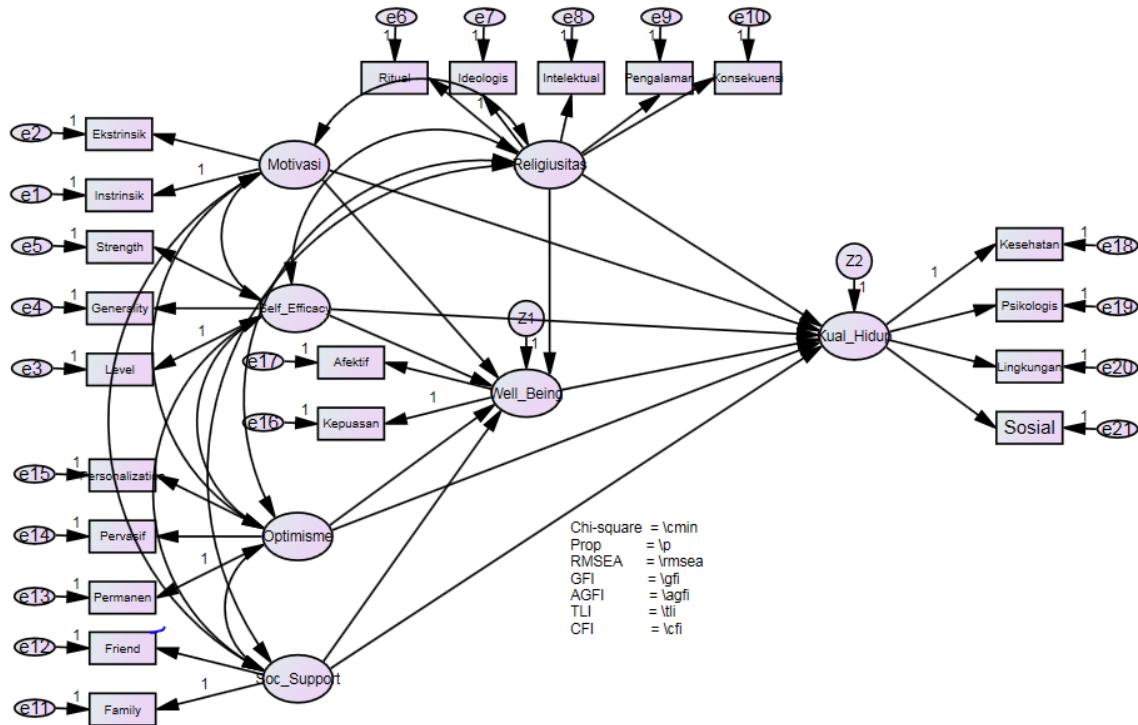 e6
e7
e8
e9
e10
1
1
1
1
1
Ritual
Ideologis
Intelektual
Pengalaman
Konsekuensi
1
e2
1
Ekstrinsik
Motivasi
Religiusitas
1
e1
1
Instrinsik
e5
1
Strength
e18
1
Kesehatan
1
Z2
1
e4
1
Generality
Self_Efficacy
e19
1
Psikologis
Z1
1
Kual_Hidup
e3
1
Level
1
e17
1
Afektif
Well_Being
e20
1
Lingkungan
e16
1
Kepuasan
1
e21
1
Sosial
e15
1
Personalization
e14
1
Pervasif
Optimisme
e13
1
Permanen
1
Chi-square = \cmin
Prop = \p
RMSEA = \rmsea
GFI = \gfi
AGFI = \agfi
TLI = \tli
CFI = \cfi
e12
1
Friend
Soc_Support
e11
1
Family
1